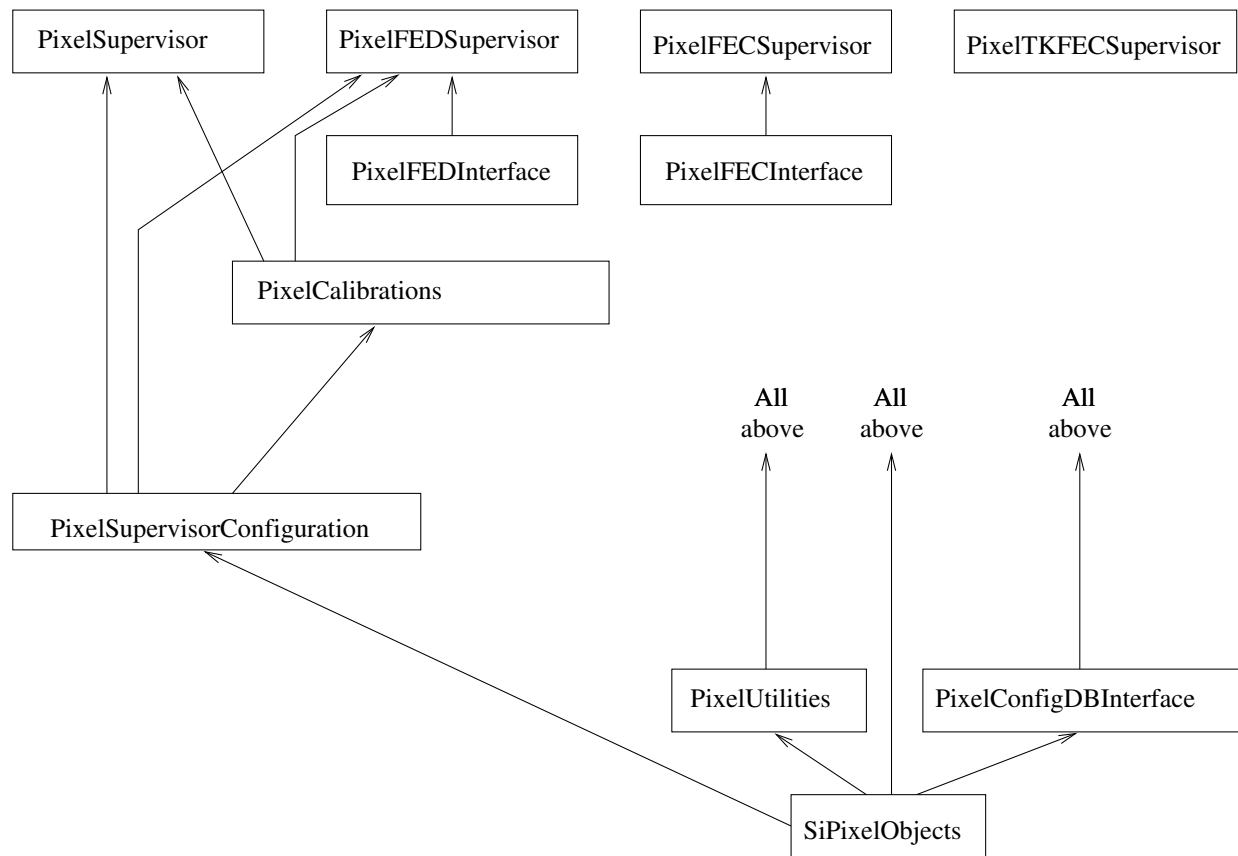 PixelSupervisor
PixelFEDSupervisor
PixelFECSupervisor
PixelTKFECSupervisor
PixelFEDInterface
PixelFECInterface
PixelCalibrations
All
above
All
above
All
above
PixelSupervisorConfiguration
PixelUtilities
PixelConfigDBInterface
SiPixelObjects